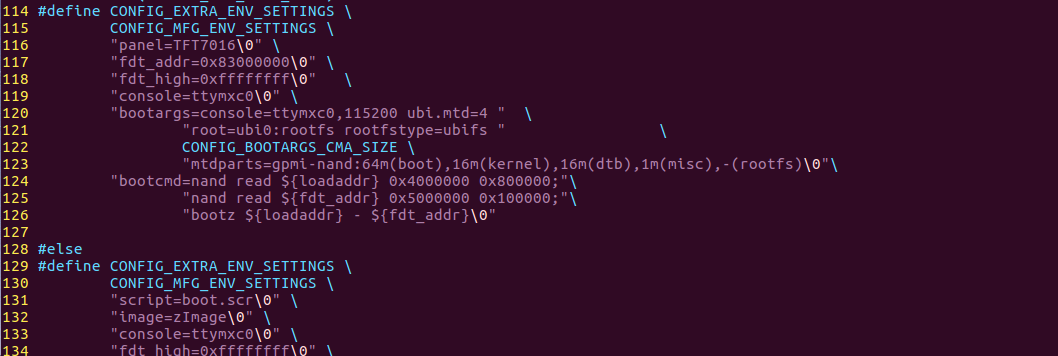 114 #define CONFIG_EXTRA_ENV_SETTINGS \
115         CONFIG_MFG_ENV_SETTINGS \
116         "panel=TFT7016\0" \
117         "fdt_addr=0x83000000\0" \
118         "fdt_high=0xffffffff\0"   \
119         "console=ttymxc0\0" \
120         "bootargs=console=ttymxc0,115200 ubi.mtd=4 "  \
121                 "root=ubi0:rootfs rootfstype=ubifs "                 \
122                 CONFIG_BOOTARGS_CMA_SIZE \
123                 "mtdparts=gpmi-nand:64m(boot),16m(kernel),16m(dtb),1m(misc),-(rootfs)\0"\
124         "bootcmd=nand read ${loadaddr} 0x4000000 0x800000;"\
125                 "nand read ${fdt_addr} 0x5000000 0x100000;"\
126                 "bootz ${loadaddr} - ${fdt_addr}\0"
127
128 #else
129 #define CONFIG_EXTRA_ENV_SETTINGS \
130         CONFIG_MFG_ENV_SETTINGS \
131         "script=boot.scr\0" \
132         "image=zImage\0" \
133         "console=ttymxc0\0" \
134         "fdt_high=0xffffffff\0" \